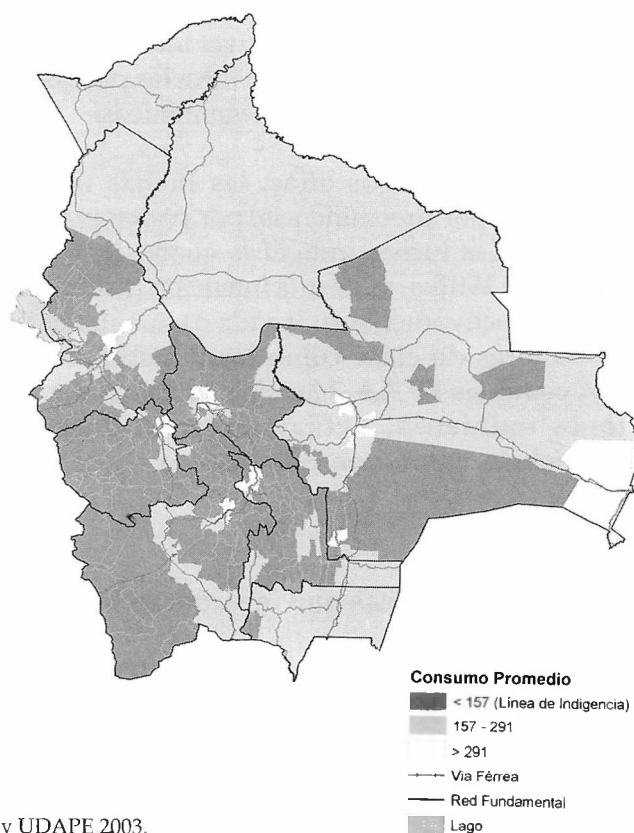 Consumo Promedio
< 157 (Línea de Indigencia)
157 - 291
> 291
Via Férrea
Red Fundamental
Lago
y UDAPE 2003.